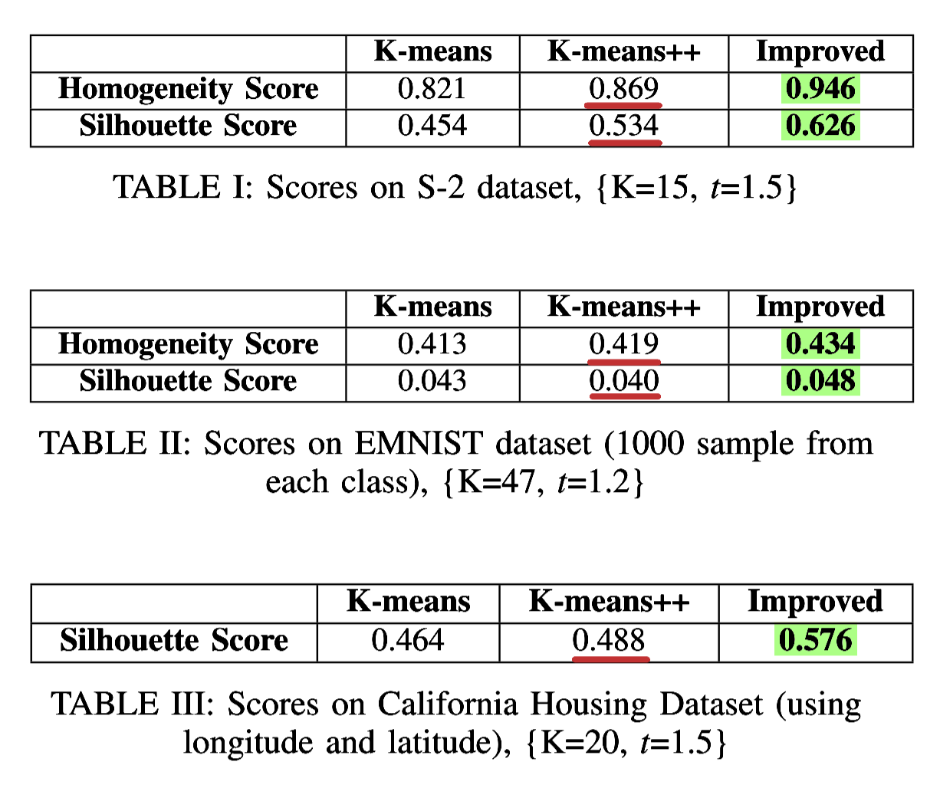 K-means K-means++ Improved
Homogeneity Score 0.821 0.869 0.946
Silhouette Score 0.454 0.534 0.626
TABLE I: Scores on S-2 dataset, {K=15, t=1.5}
K-means K-means++ Improved
Homogeneity Score 0.413 0.419 0.434
Silhouette Score 0.043 0.040 0.048
TABLE II: Scores on EMNIST dataset (1000 sample from
each class), {K=47, t=1.2}
K-means K-means++ Improved
Silhouette Score 0.464 0.488 0.576
TABLE III: Scores on California Housing Dataset (using
longitude and latitude), {K=20, t=1.5}